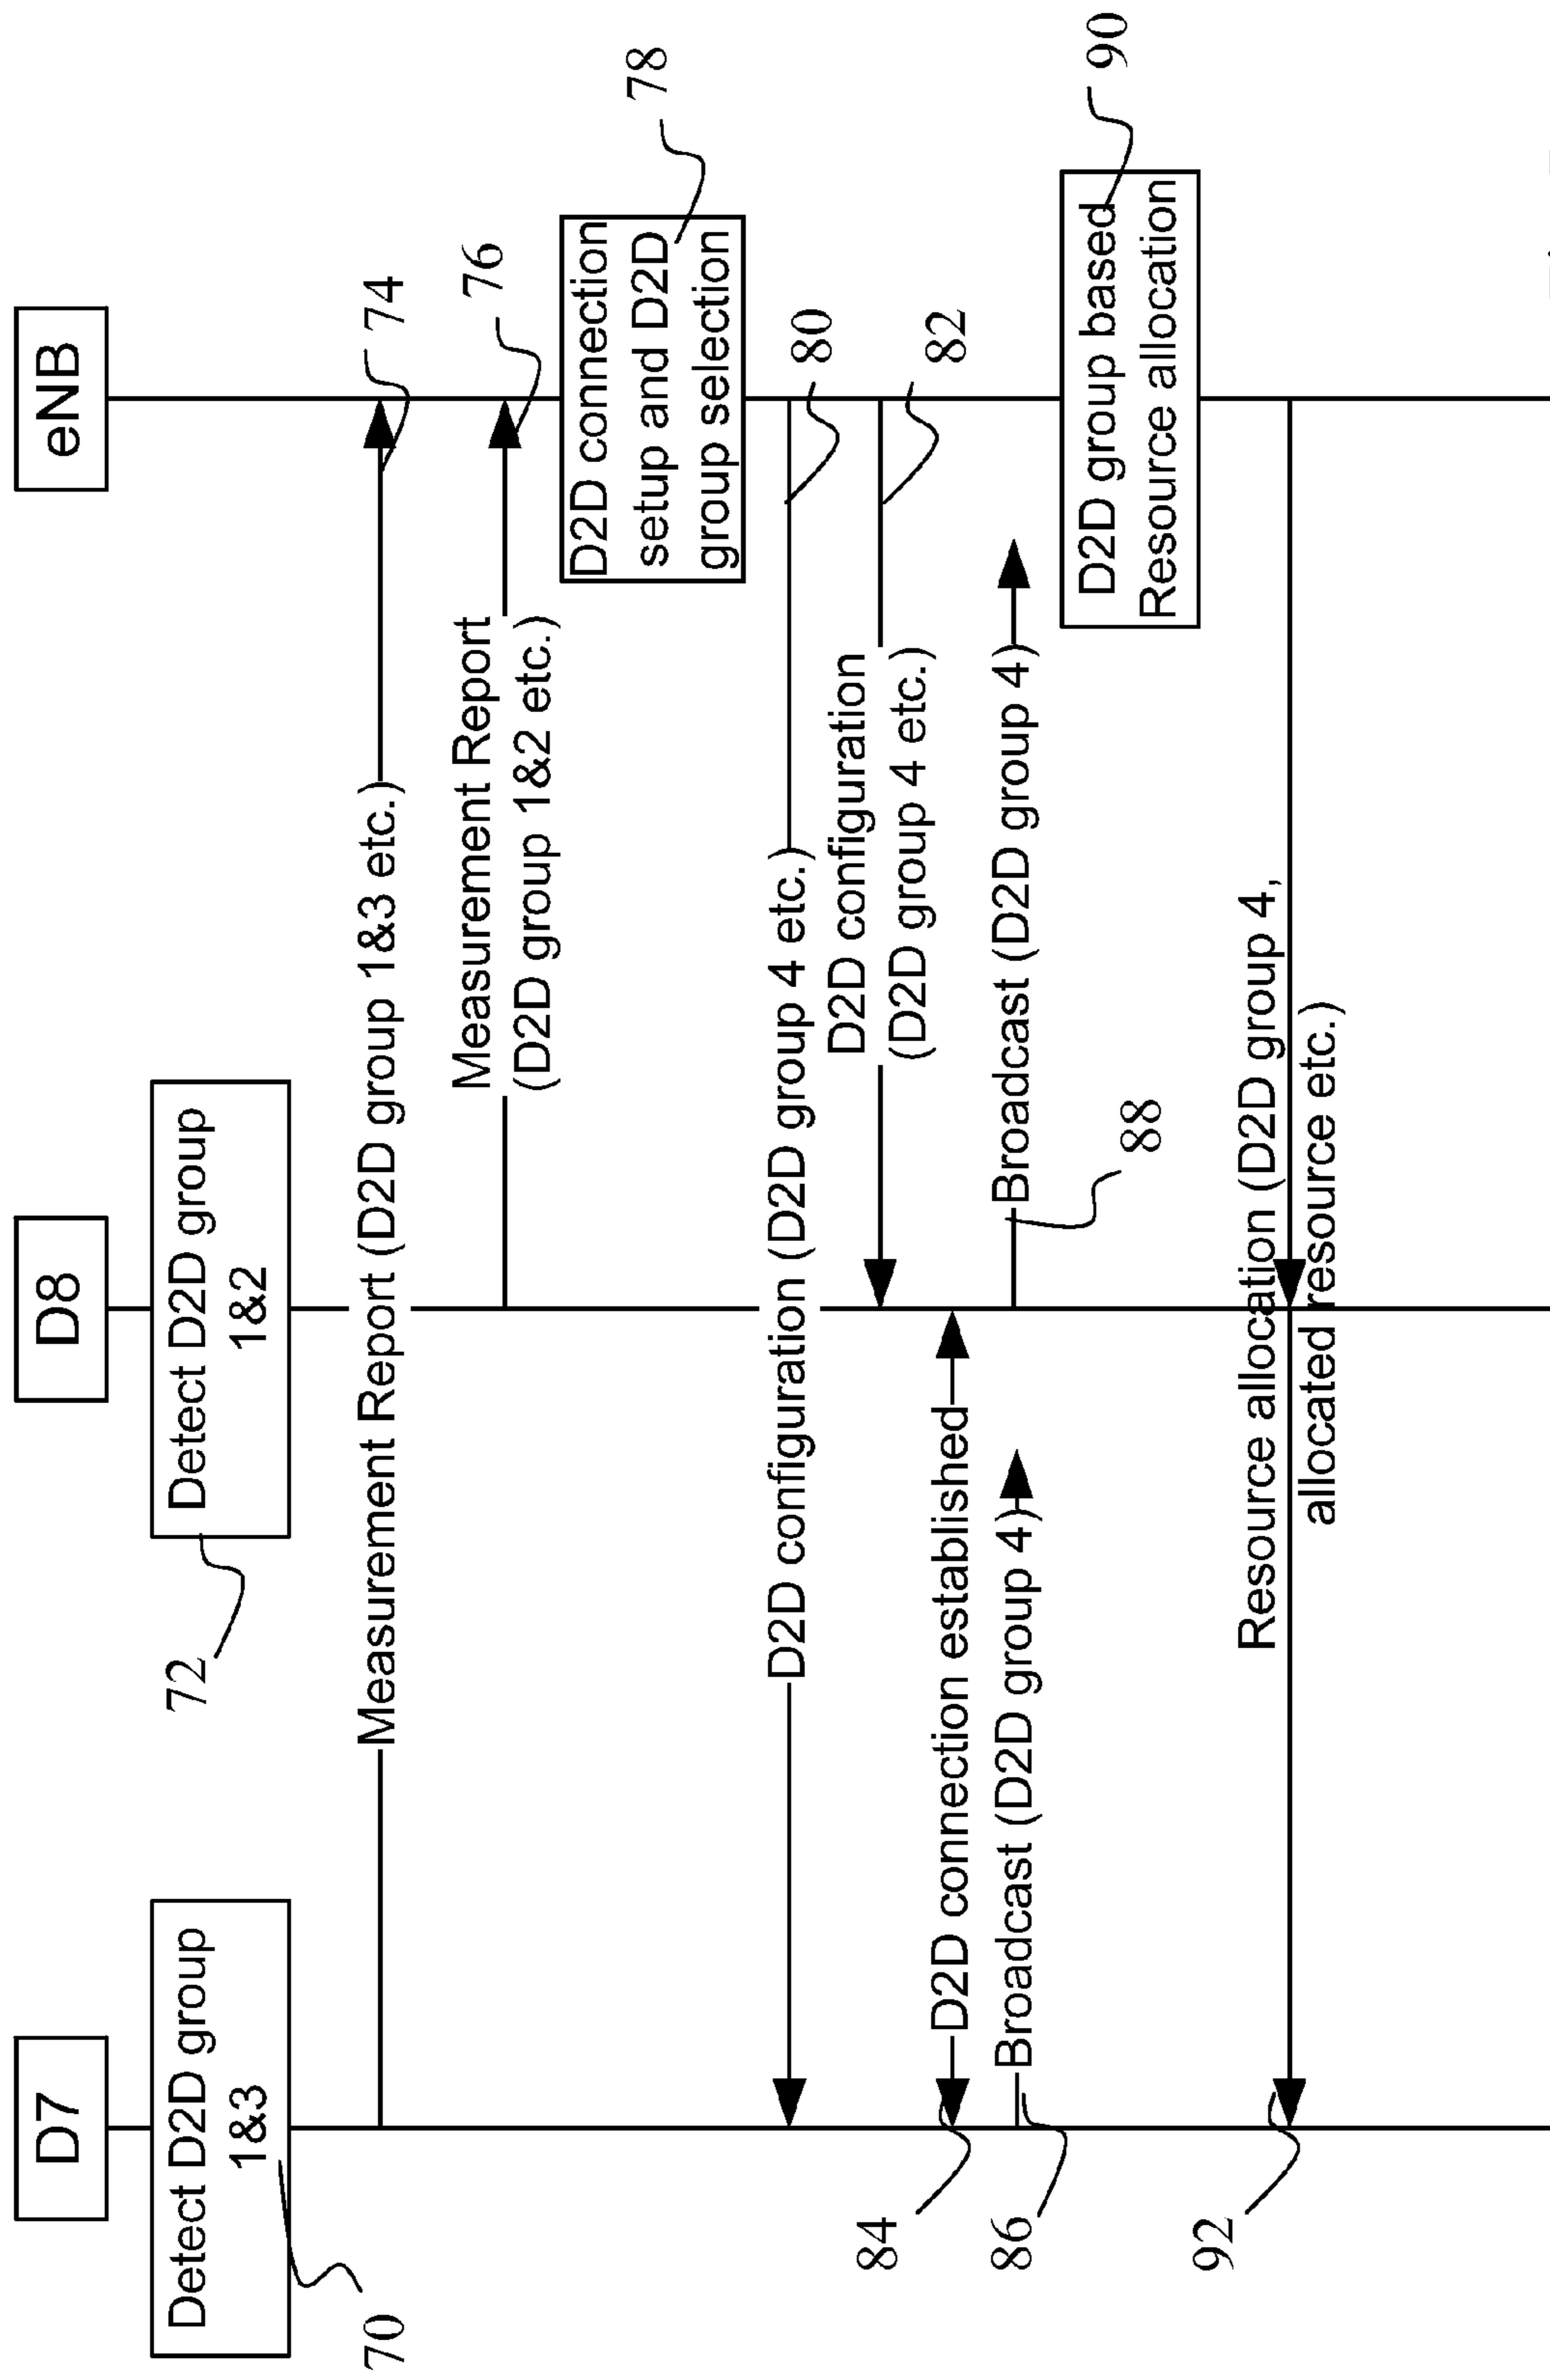 D7
D8
eNB
Detect D2D group
1&3
70
Detect D2D group
1&2
72
Measurement Report (D2D group 1&3 etc.)
74
Measurement Report
(D2D group 1&2 etc.)
76
D2D connection
setup and D2D
group selection
78
D2D configuration (D2D group 4 etc.)
80
D2D configuration
(D2D group 4 etc.)
82
D2D connection established
84
Broadcast (D2D group 4)
86
Broadcast (D2D group 4)
88
D2D group based
Resource allocation
90
Resource allocation (D2D group 4,
allocated resource etc.)
92